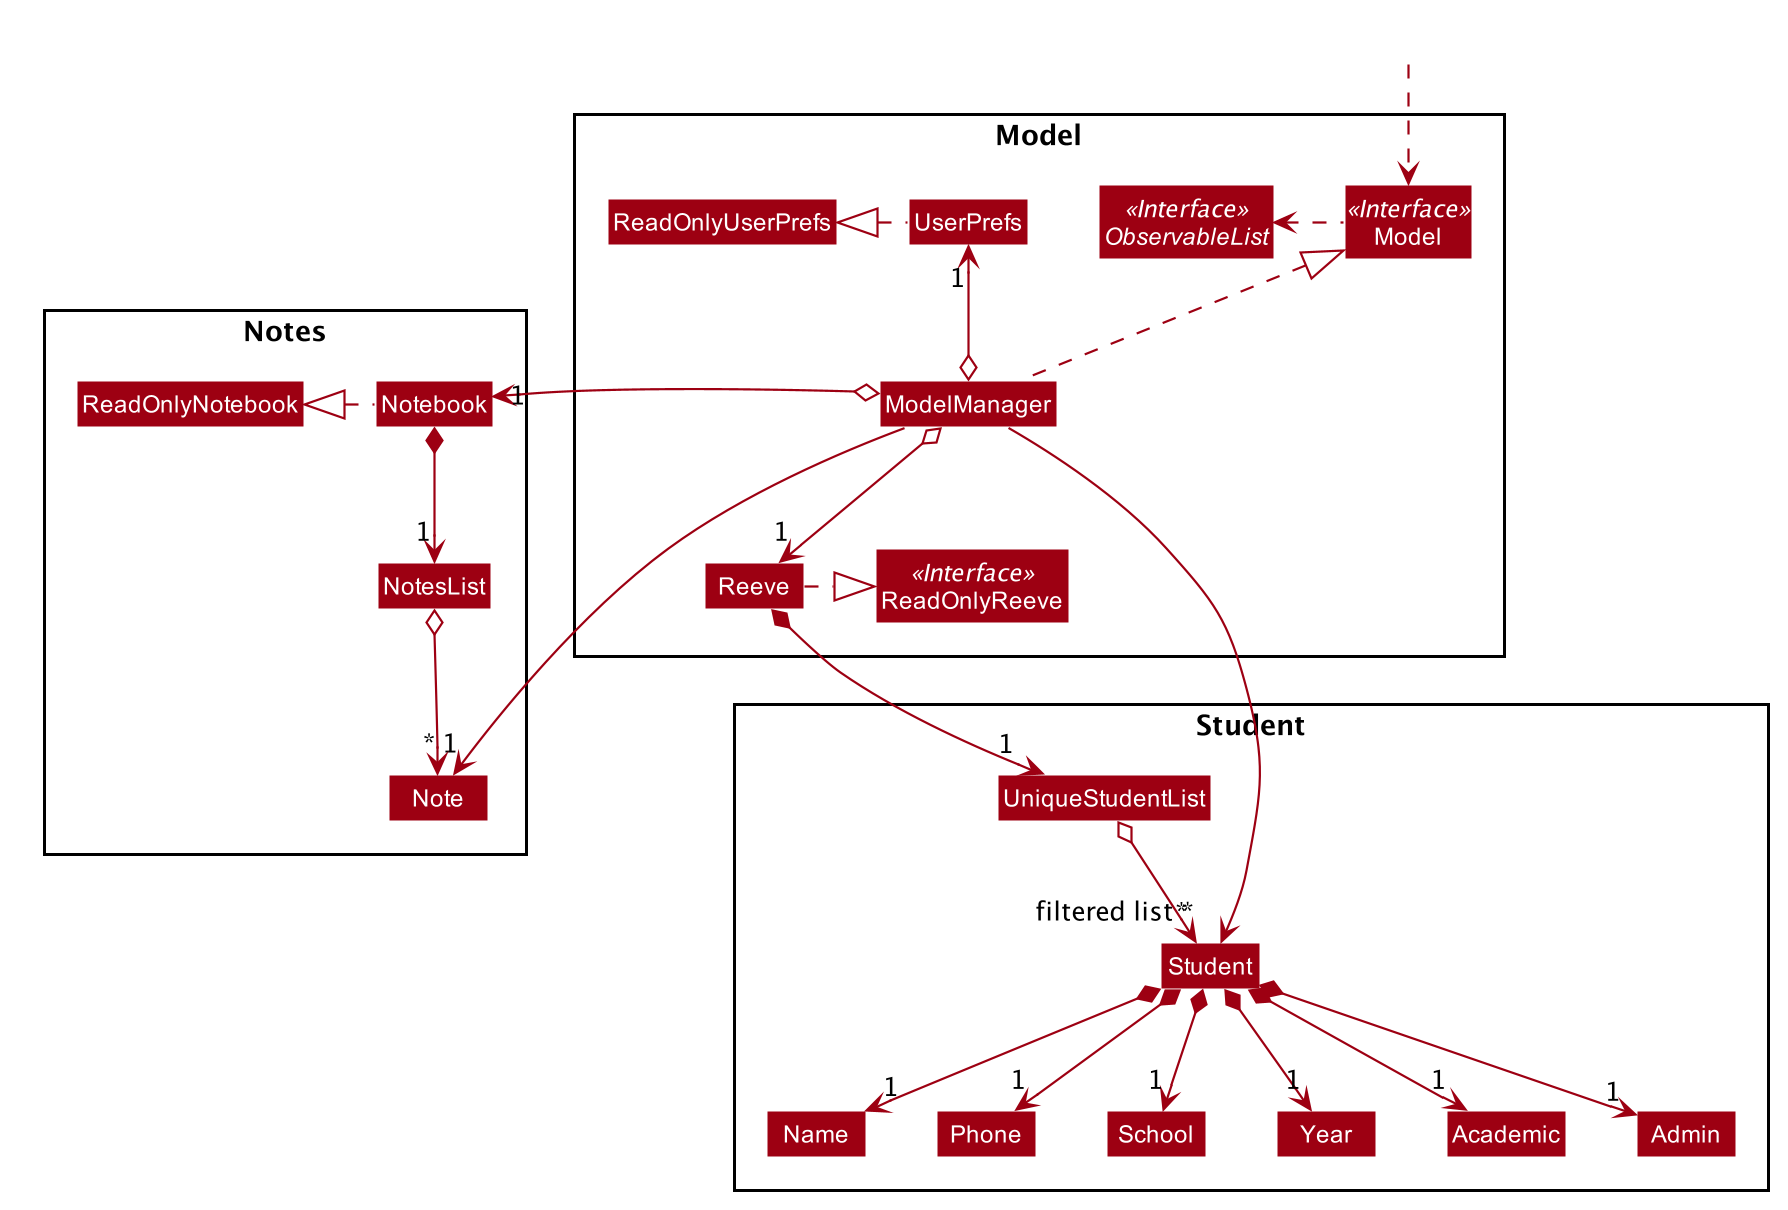 Model
ReadOnlyUserPrefs
UserPrefs
«Interface»
ObservableList
«Interface»
Model
1
Notes
ReadOnlyNotebook
Notebook
1
ModelManager
1
1
NotesList
Reeve
«Interface»
ReadOnlyReeve
Student
* 1
1
Note
UniqueStudentList
filtered list * *
Student
1
1
1
1
1
1
Name
Phone
School
Year
Academic
Admin